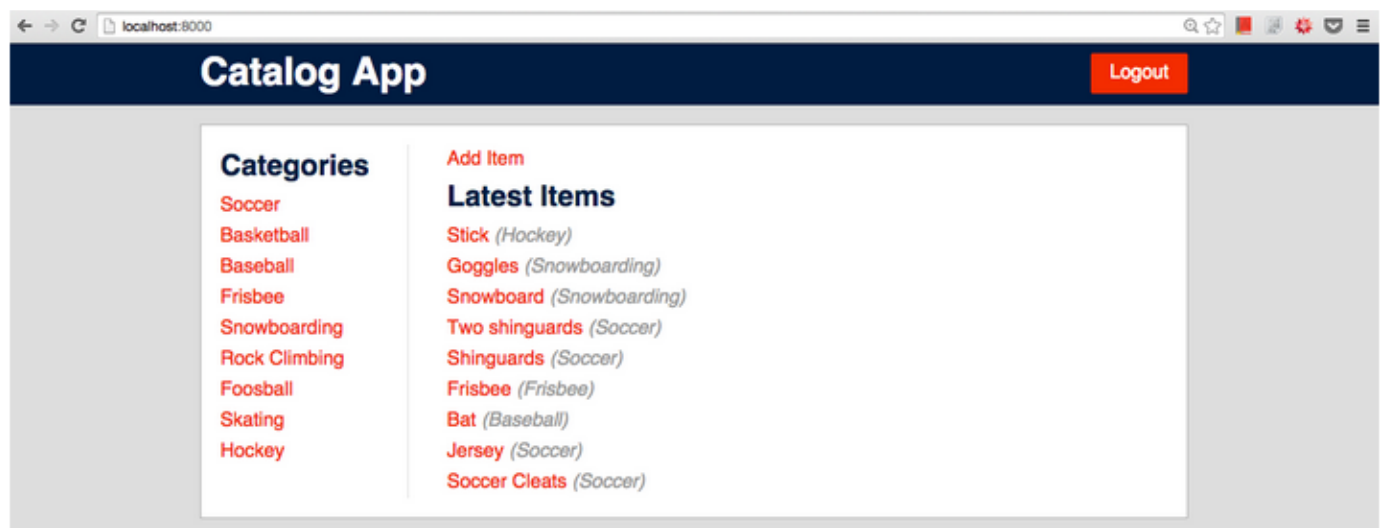 localhost:8000
Catalog App
Logout
Categories
Soccer
Basketball
Baseball
Frisbee
Snowboarding
Rock Climbing
Foosball
Skating
Hockey
Add Item
Latest Items
Stick (Hockey)
Goggles (Snowboarding)
Snowboard (Snowboarding)
Two shinguards (Soccer)
Shinguards (Soccer)
Frisbee (Frisbee)
Bat (Baseball)
Jersey (Soccer)
Soccer Cleats (Soccer)